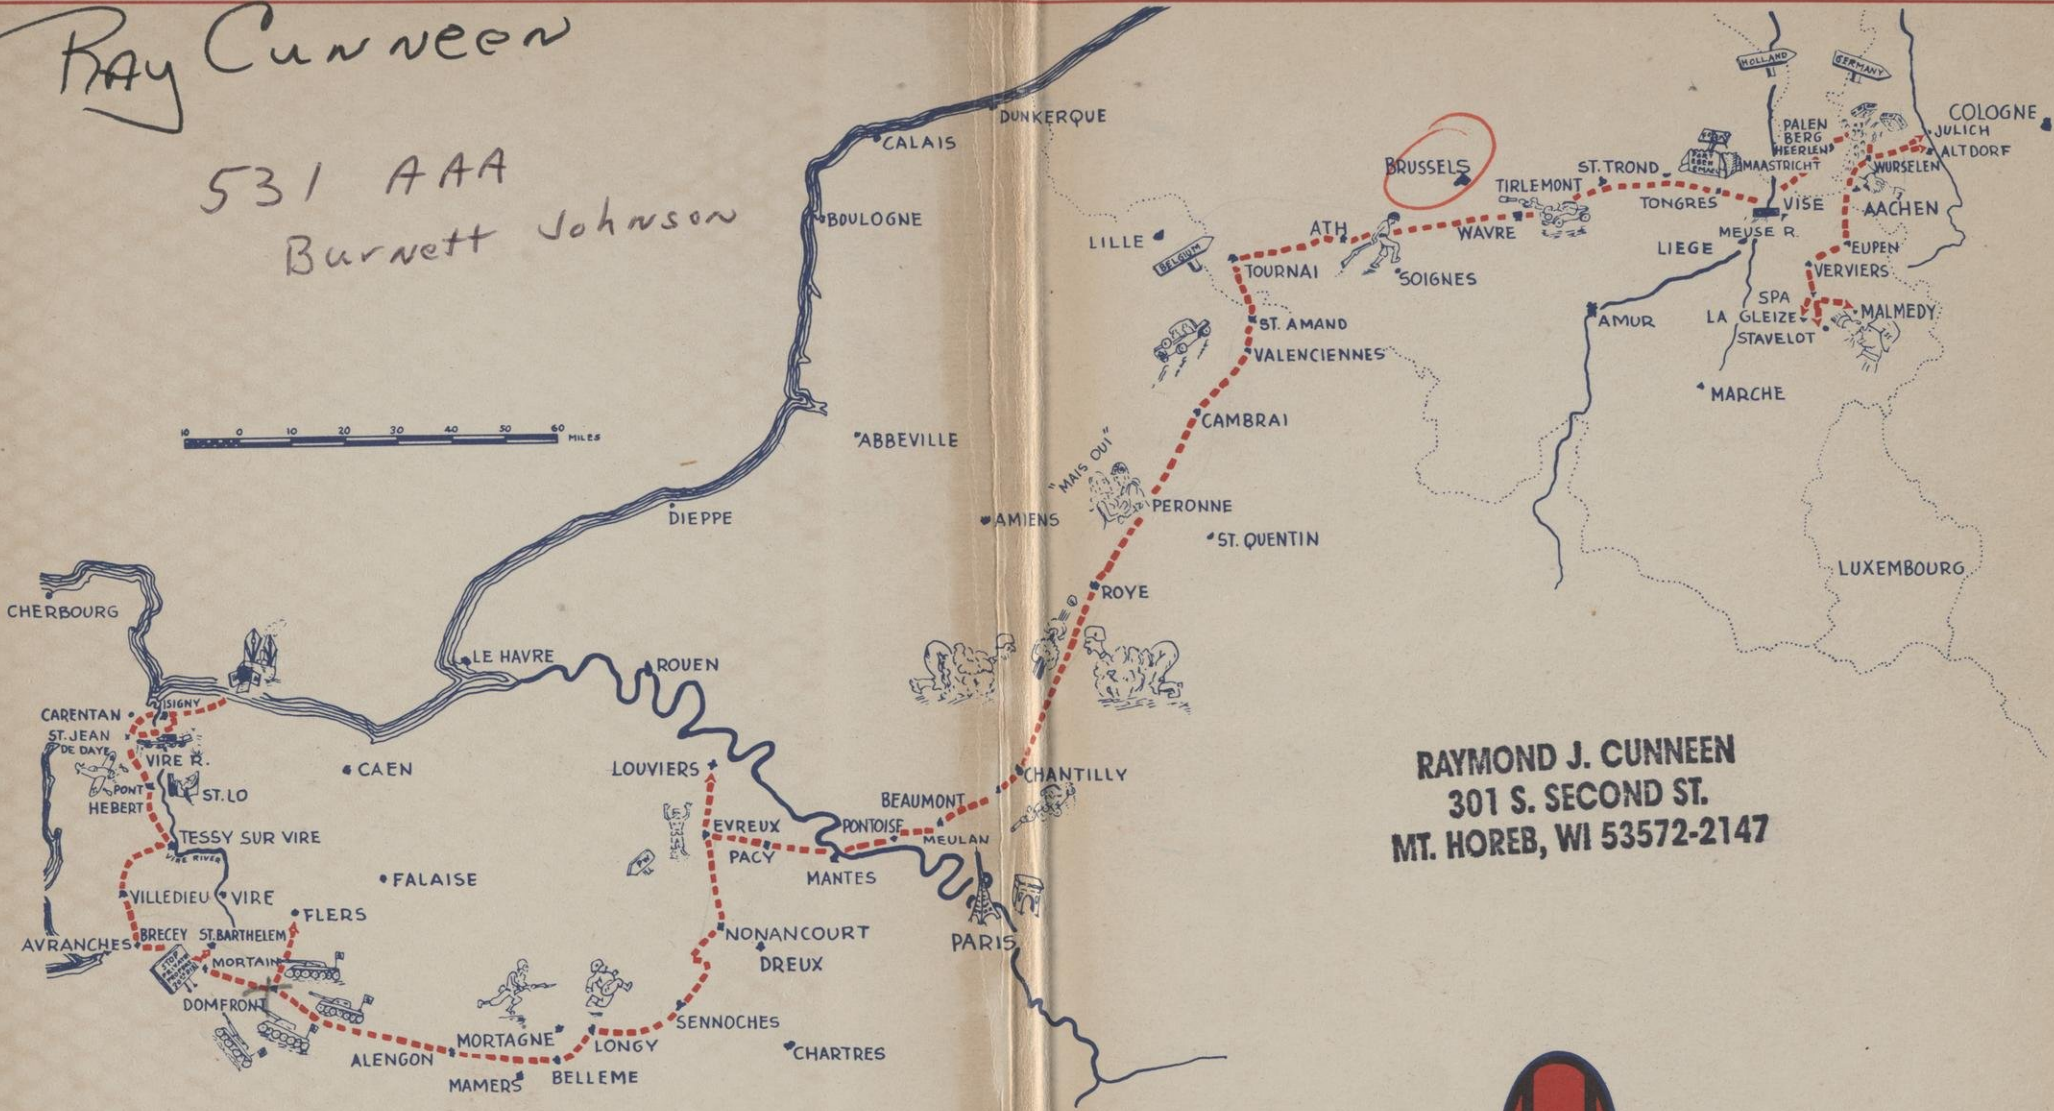 Ray Cunneen
531 AAA
Burnett Johnson
DUNKERQUE
CALAIS
BOULOGNE
LILLE
BELGIUM
BRUSSELS
HOLLAND
GERMANY
COLOGNE
JULICH
ALTDORF
PALEN
BERG
HEERLEN
WURSELEN
MAASTRICHT
ST. TROND
TIRLEMONT
TONGRES
VISE
AACHEN
MEUSE R.
LIEGE
EUPEN
VERVIERS
ATH
WAVRE
TOURNAI
SOIGNES
SPA
LA GLEIZE
MALMEDY
STAVELOT
AMUR
MARCHE
ST. AMAND
VALENCIENNES
CAMBRAI
10 0 10 20 30 40 50 60 MILES
ABBEVILLE
"MAIS OUI"
DIEPPE
AMIENS
PERONNE
ST. QUENTIN
ROYE
LUXEMBOURG
CHERBOURG
LE HAVRE
ROUEN
CARENTAN
ISIGNY
ST. JEAN
DE DAYE
VIRE R.
CAEN
LOUVIERS
CHANTILLY
PONT
HEBERT
ST. LO
BEAUMONT
TESSY SUR VIRE
VIRE RIVER
EVREUX
PONTOISE
MEULAN
PACY
MANTES
VILLEDIEU
VIRE
FALAISE
FLERS
AVRANCHES
BRECEY
ST. BARTHELEM
NONANCOURT
PARIS
STOP
PRIVATE
MORTAIN
DREUX
DOMFRONT
MORTAGNE
LONGY
SENNOCHES
ALENGON
CHARTRES
MAMERS
BELLEME
RAYMOND J. CUNNEEN
301 S. SECOND ST.
MT. HOREB, WI 53572-2147